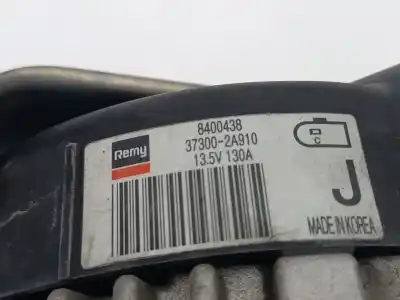 8400438
37300-2A910
13.5V 130A
Remy
C
J
MADE IN KOREA